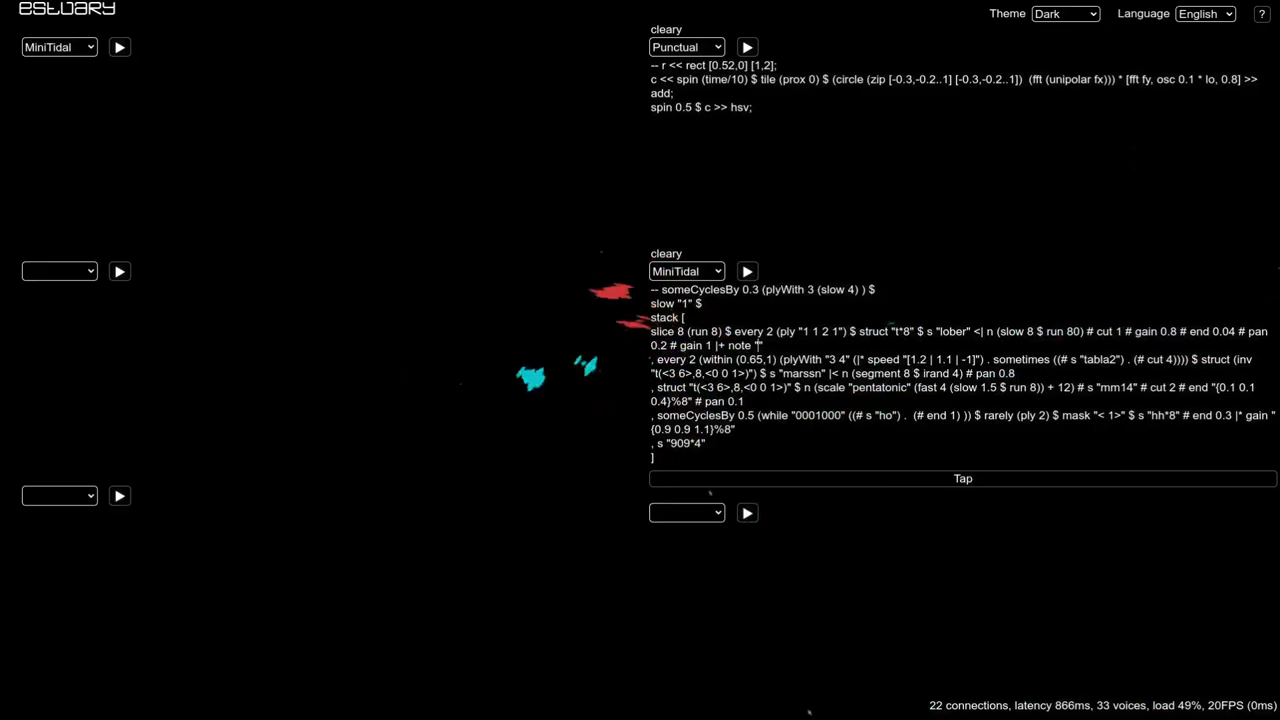 estuary
Theme Dark Language English ?
MiniTidal
cleary
Punctual
-- r << rect [0.52,0] [1,2];
c << spin (time/10) $ tile (prox 0) $ (circle (zip [-0.3,-0.2..1] [-0.3,-0.2..1])  (fft (unipolar fx))) * [fft fy, osc 0.1 * lo, 0.8] >>
add;
spin 0.5 $ c >> hsv;
cleary
MiniTidal
-- someCyclesBy 0.3 (plyWith 3 (slow 4) ) $
slow "1" $
stack [
slice 8 (run 8) $ every 2 (ply "1 1 2 1") $ struct "t*8" $ s "lober" <| n (slow 8 $ run 80) # cut 1 # gain 0.8 # end 0.04 # pan
0.2 # gain 1 |+ note ""
, every 2 (within (0.65,1) (plyWith "3 4" (|* speed "[1.2 | 1.1 | -1]") . sometimes ((# s "tabla2") . (# cut 4)))) $ struct (inv
"t(<3 6>,8,<0 0 1>)") $ s "marssn" |< n (segment 8 $ irand 4) # pan 0.8
, struct "t(<3 6>,8,<0 0 1>" $ n (scale "pentatonic" (fast 4 (slow 1.5 $ run 8)) + 12) # s "mm14" # cut 2 # end "{0.1 0.1
0.4}%8" # pan 0.1
, someCyclesBy 0.5 (while "0001000" ((# s "ho") .  (# end 1) )) $ rarely (ply 2) $ mask "< 1>" $ s "hh*8" # end 0.3 |* gain "
{0.9 0.9 1.1}%8"
, s "909*4"
]
Tap
22 connections, latency 866ms, 33 voices, load 49%, 20FPS (0ms)